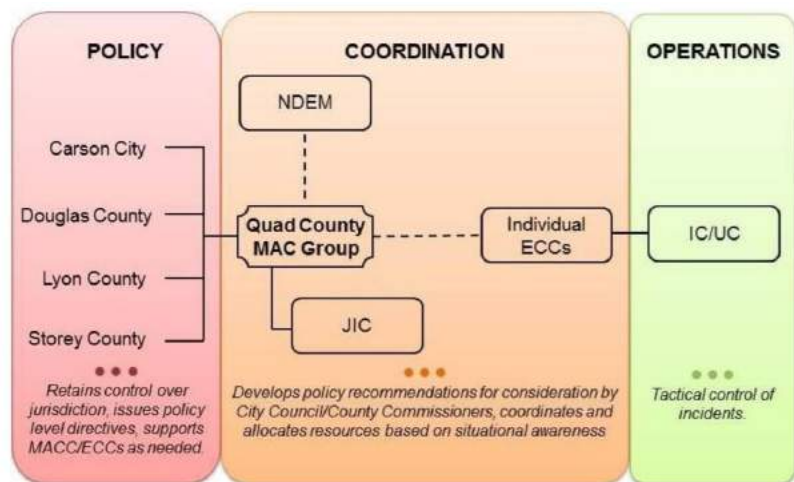 POLICY
Carson City
Douglas County
Lyon County
Storey County
Retains control over
jurisdiction, issues policy
level directives, supports
MACC/ECCs as needed.
COORDINATION
NDEM
Quad County
MAC Group
Individual
ECCs
JIC
Develops policy recommendations for consideration by
City Council/County Commissioners, coordinates and
allocates resources based on situational awareness
OPERATIONS
IC/UC
Tactical control of
incidents.